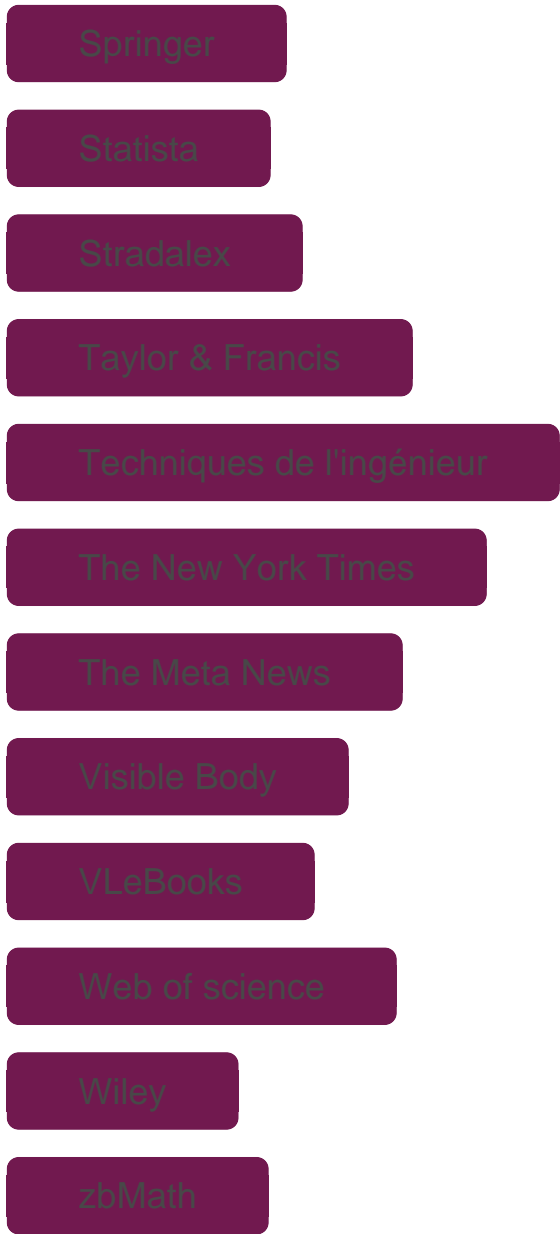 Springer
Statista
Stradalex
Taylor & Francis
Techniques de l'ingénieur
The New York Times
The Meta News
Visible Body
VLeBooks
Web of science
Wiley
zbMath